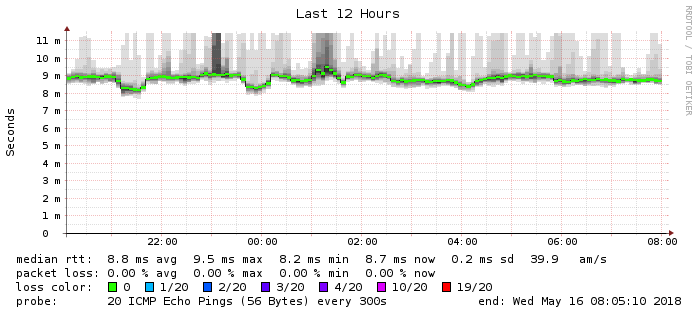 Last 12 Hours
RRDTOOL / TOBI OETIKER
Seconds
11 m
10 m
9 m
8 m
7 m
6 m
5 m
4 m
3 m
2 m
1 m
0
22:00 00:00 02:00 04:00 06:00 08:00
median rtt: 8.8 ms avg 9.5 ms max 8.2 ms min 8.7 ms now 0.2 ms sd 39.9 am/s
packet loss: 0.00 % avg 0.00 % max 0.00 % min 0.00 % now
loss color: 0 1/20 2/20 3/20 4/20 10/20 19/20
probe: 20 ICMP Echo Pings (56 Bytes) every 300s end: Wed May 16 08:05:10 2018